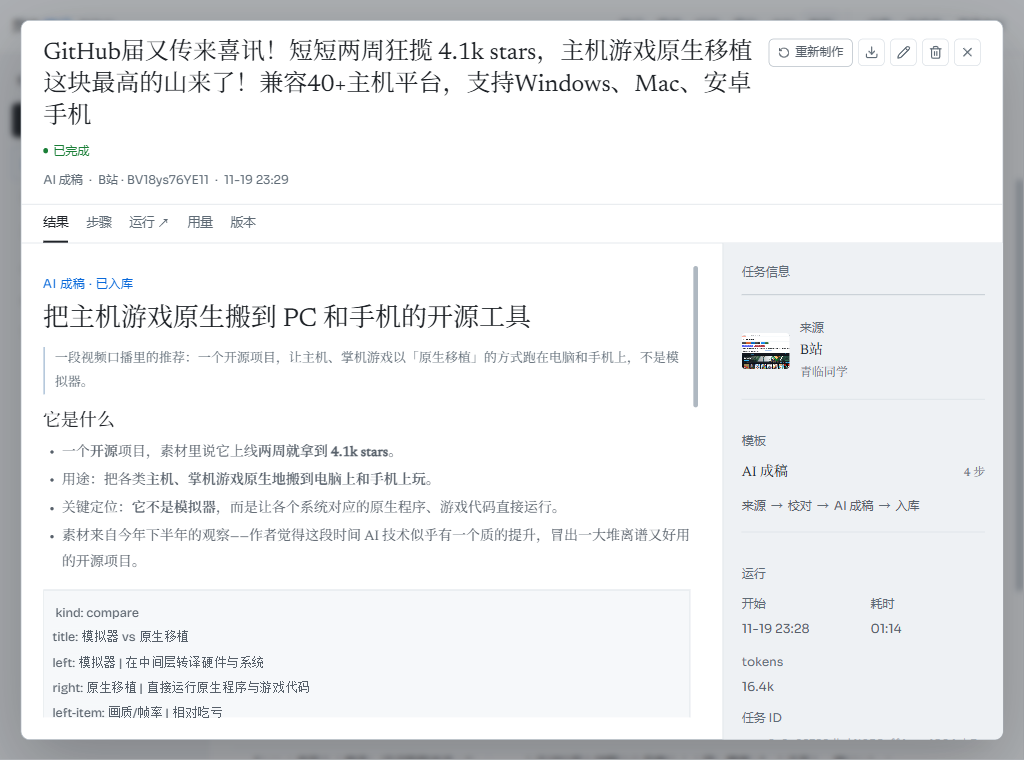 GitHub届又传来喜讯！短短两周狂揽 4.1k stars，主机游戏原生移植
这块最高的山来了！兼容40+主机平台，支持Windows、Mac、安卓
手机
重新制作
已完成
AI 成稿 · B站 · BV18ys76YE11 · 11-19 23:29
结果 步骤 运行 ↗ 用量 版本
AI 成稿 · 已入库
把主机游戏原生搬到 PC 和手机的开源工具
一段视频口播里的推荐：一个开源项目，让主机、掌机游戏以「原生移植」的方式跑在电脑和手机上，不是模
拟器。
它是什么
• 一个开源项目，素材里说它上线两周就拿到 4.1k stars。
• 用途：把各类主机、掌机游戏原生地搬到电脑上和手机上玩。
• 关键定位：它不是模拟器，而是让各个系统对应的原生程序、游戏代码直接运行。
• 素材来自今年下半年的观察——作者觉得这段时间 AI 技术似乎有一个质的提升，冒出一大堆离谱又好用
的开源项目。
kind: compare
title: 模拟器 vs 原生移植
left: 模拟器 | 在中间层转译硬件与系统
right: 原生移植 | 直接运行原生程序与游戏代码
left-item: 画质/帧率 | 相对吃亏
任务信息
来源
B站
青临同学
模板
AI 成稿 4 步
来源 → 校对 → AI 成稿 → 入库
运行
开始 耗时
11-19 23:28 01:14
tokens
16.4k
任务 ID